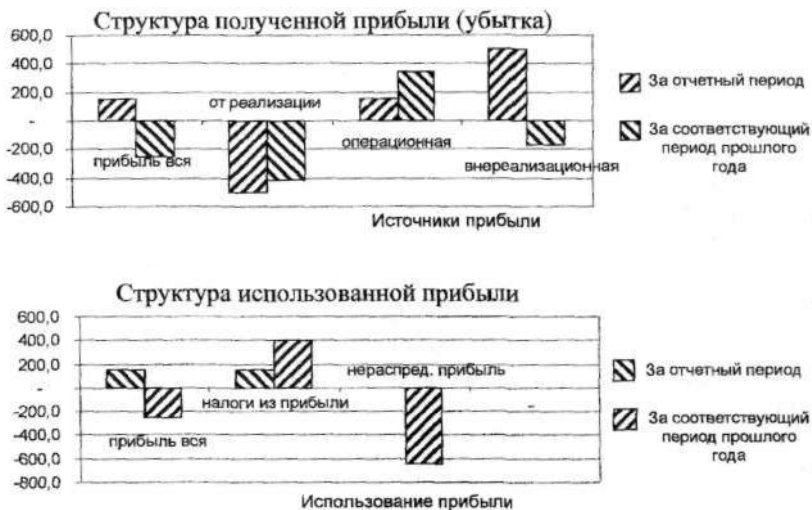 Структура полученной прибыли (убытка)
600,0
400,0
200,0
-
-200,0
-400,0
-600,0
прибыль вся
от реализации
операционная
внереализационная
Источники прибыли
За отчетный период
За соответствующий
период прошлого
года
Структура использованной прибыли
600,0
400,0
200,0
-
-200,0
-400,0
-600,0
-800,0
прибыль вся
налоги из прибыли
нераспред. прибыль
Использование прибыли
За отчетный период
За соответствующий
период прошлого
года